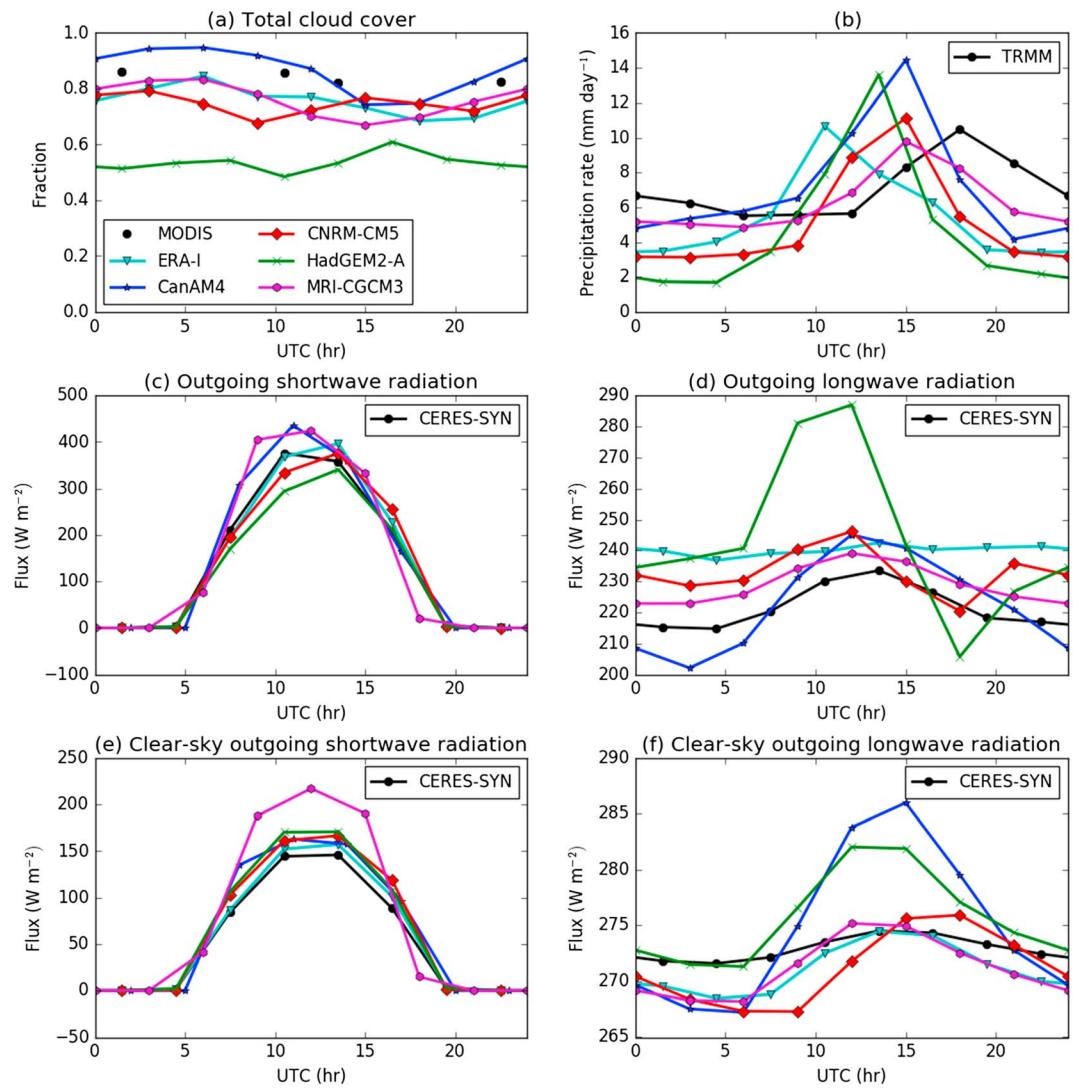 (a) Total cloud cover
1.0
0.8
0.6
0.4
0.2
0.0
Fraction
MODIS
ERA-I
CanAM4
CNRM-CM5
HadGEM2-A
MRI-CGCM3
0 5 10 15 20
UTC (hr)
(b)
16
14
12
10
8
6
4
2
0
Precipitation rate (mm day⁻¹)
TRMM
0 5 10 15 20
UTC (hr)
(c) Outgoing shortwave radiation
500
400
300
200
100
0
−100
Flux (W m⁻²)
CERES-SYN
0 5 10 15 20
UTC (hr)
(d) Outgoing longwave radiation
290
280
270
260
250
240
230
220
210
200
Flux (W m⁻²)
CERES-SYN
0 5 10 15 20
UTC (hr)
(e) Clear-sky outgoing shortwave radiation
250
200
150
100
50
0
−50
Flux (W m⁻²)
CERES-SYN
0 5 10 15 20
UTC (hr)
(f) Clear-sky outgoing longwave radiation
290
285
280
275
270
265
Flux (W m⁻²)
CERES-SYN
0 5 10 15 20
UTC (hr)